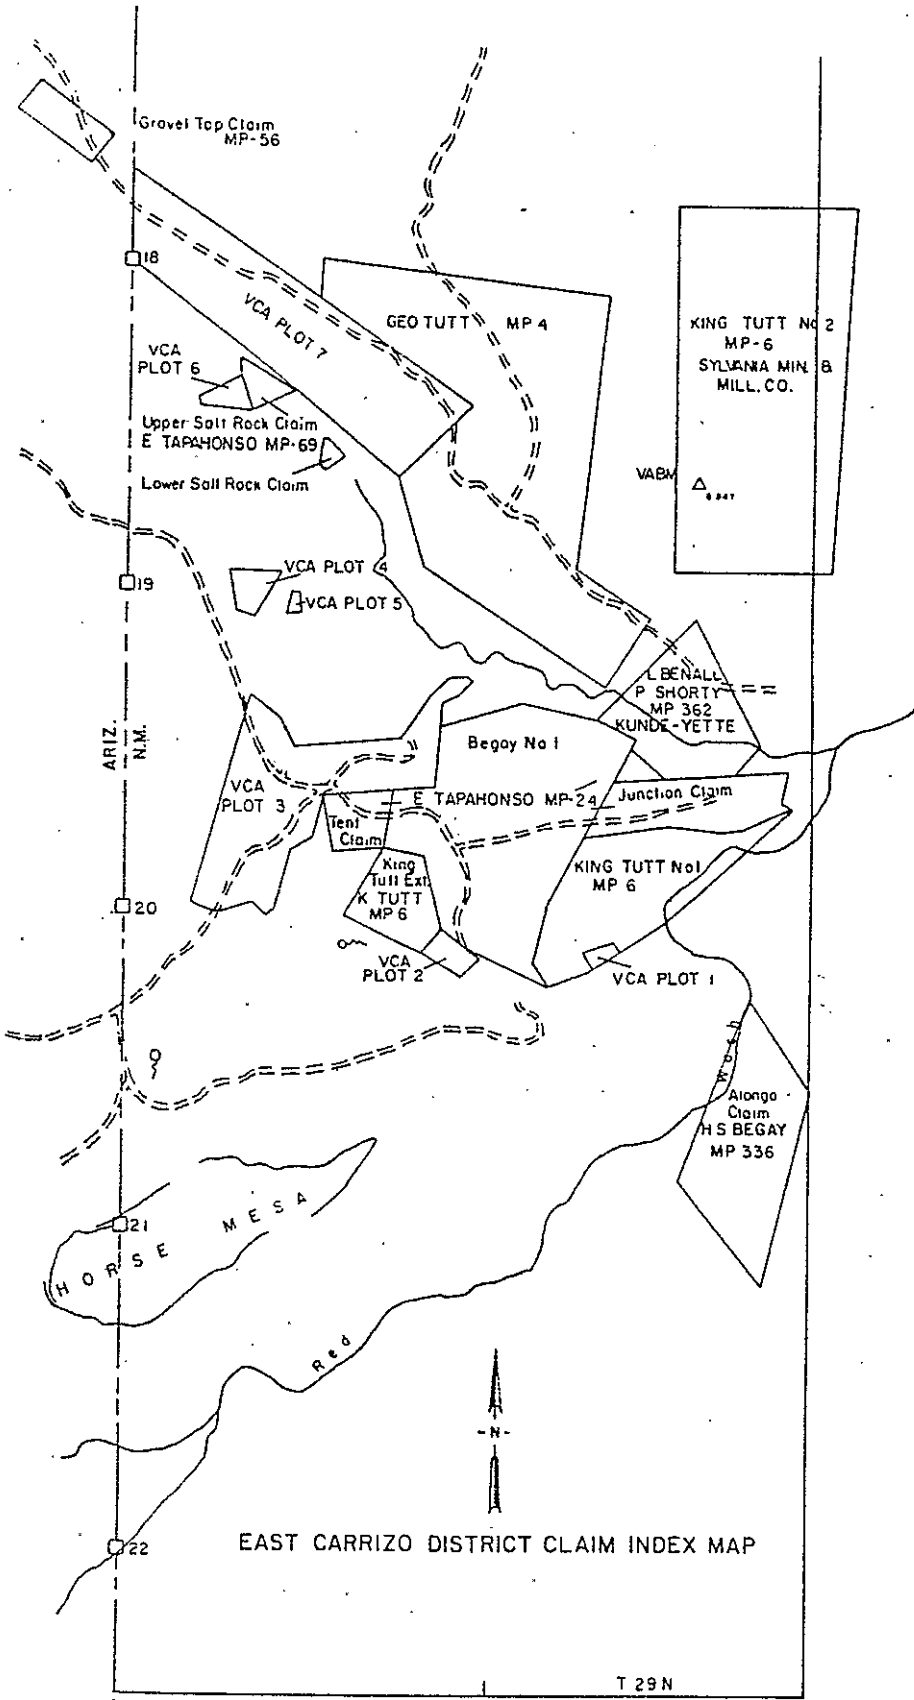 Gravel Top Claim
MP-56
18
VCA PLOT 7
GEO TUTT MP 4
KING TUTT No 2
MP-6
SYLVANIA MIN. &
MILL. CO.
VCA
PLOT 6
Upper Salt Rock Claim
E TAPAHONSO MP-69
Lower Salt Rock Claim
VABM
19
VCA PLOT 4
VCA PLOT 5
L BENALL
P SHORTY
MP 362
KUNDE-YETTE
ARIZ.
N.M.
Begay No 1
VCA
PLOT 3
E TAPAHONSO MP-24
Junction Claim
Tent
Claim
King
Tutt Ext.
K TUTT
MP 6
KING TUTT No 1
MP 6
20
VCA
PLOT 2
VCA PLOT 1
Wash
Alongo
Claim
H S BEGAY
MP 336
21
HORSE MESA
Red
-N-
22
EAST CARRIZO DISTRICT CLAIM INDEX MAP
T 29 N